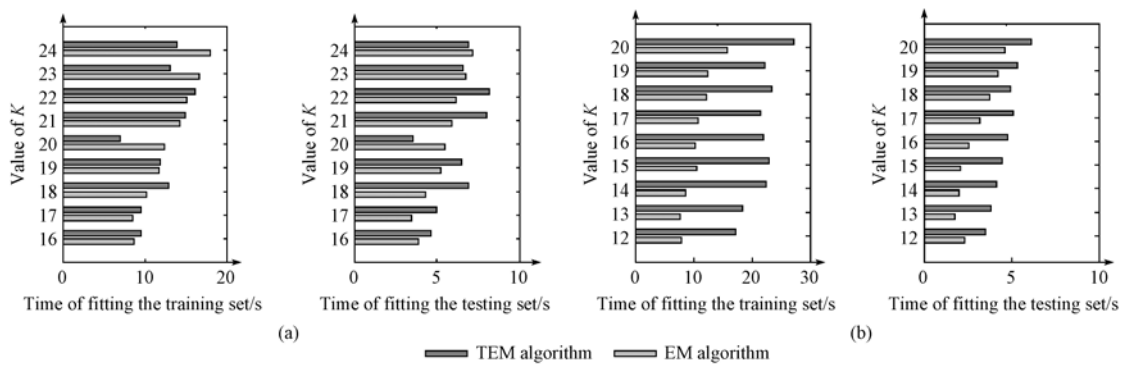 Value of K
24
23
22
21
20
19
18
17
16
0 10 20
Time of fitting the training set/s
Value of K
24
23
22
21
20
19
18
17
16
0 5 10
Time of fitting the testing set/s
(a)
Value of K
20
19
18
17
16
15
14
13
12
0 10 20 30
Time of fitting the training set/s
Value of K
20
19
18
17
16
15
14
13
12
0 5 10
Time of fitting the testing set/s
(b)
TEM algorithm EM algorithm